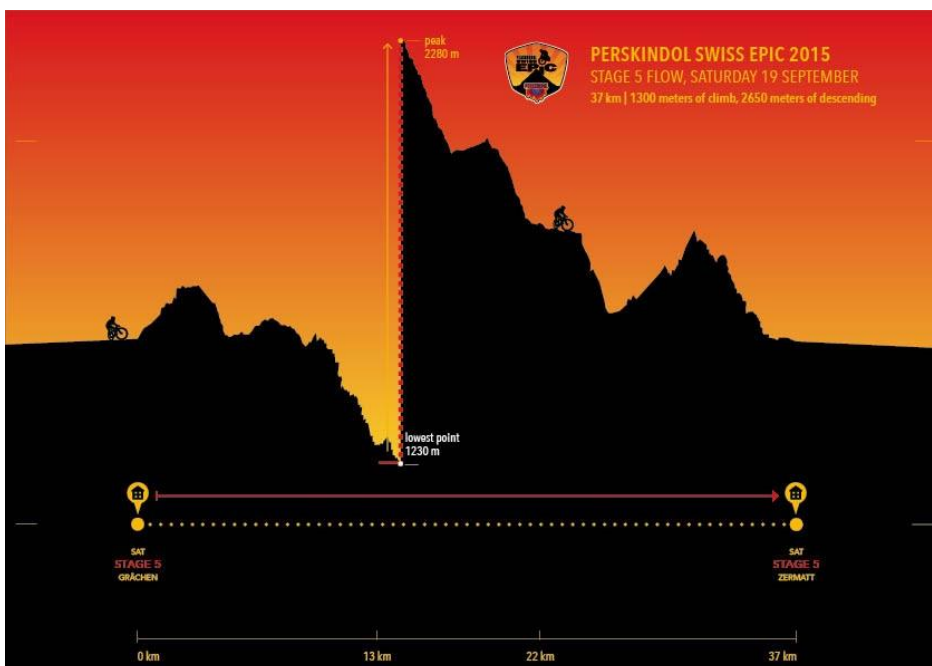 peak
2280 m
EPIC
PERSKINDOL SWISS EPIC 2015
STAGE 5 FLOW, SATURDAY 19 SEPTEMBER
37 km | 1300 meters of climb, 2650 meters of descending
lowest point
1230 m
SAT
STAGE 5
GRÄCHEN
SAT
STAGE 5
ZERMATT
0 km
13 km
22 km
37 km